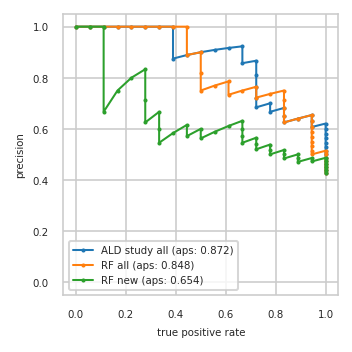 1.0
0.8
0.6
0.4
0.2
0.0
precision
ALD study all (aps: 0.872)
RF all (aps: 0.848)
RF new (aps: 0.654)
0.0 0.2 0.4 0.6 0.8 1.0
true positive rate